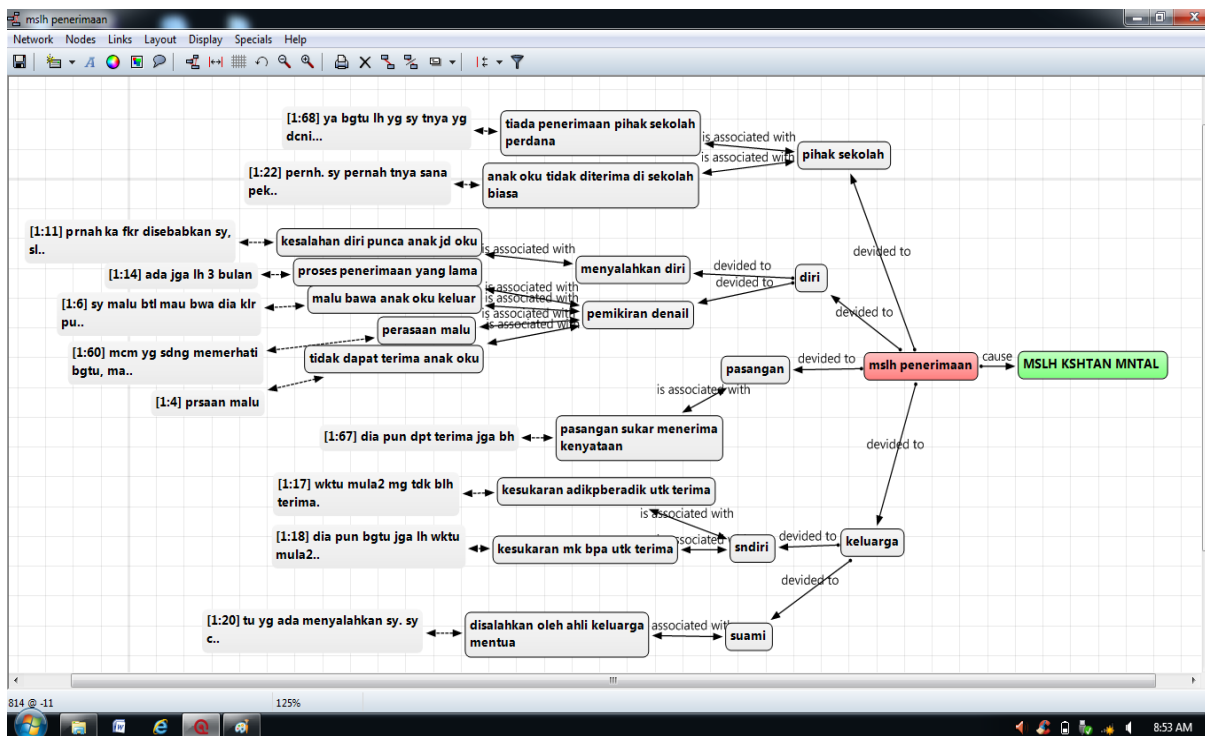 mslh penerimaan
Network Nodes Links Layout Display Specials Help
[1:68] ya bgtu lh yg sy tnya yg
dcni...
tiada penerimaan pihak sekolah
perdana
is associated with
is associated with
pihak sekolah
[1:22] pernh. sy pernah tnya sana
pek..
anak oku tidak diterima di sekolah
biasa
[1:11] prnah ka fkr disebabkan sy,
sl..
kesalahan diri punca anak jd oku
is associated with
menyalahkan diri
devided to
devided to
diri
devided to
devided to
[1:14] ada jga lh 3 bulan
proses penerimaan yang lama
is associated with
is associated with
is associated with
is associated with
[1:6] sy malu btl mau bwa dia klr
pu..
malu bawa anak oku keluar
pemikiran denail
perasaan malu
[1:60] mcm yg sdng memerhati
bgtu, ma..
tidak dapat terima anak oku
[1:4] prsaan malu
pasangan
devided to
mslh penerimaan
cause
MSLH KSHTAN MNTAL
is associated with
[1:67] dia pun dpt terima jga bh
pasangan sukar menerima
kenyataan
devided to
[1:17] wktu mula2 mg tdk blh
terima.
kesukaran adikpberadik utk terima
is associated with
[1:18] dia pun bgtu jga lh wktu
mula2..
kesukaran mk bpa utk terima
associated
sndiri
devided to
keluarga
devided to
[1:20] tu yg ada menyalahkan sy. sy
c..
disalahkan oleh ahli keluarga
mentua
associated with
suami
814 @ -11
125%
8:53 AM